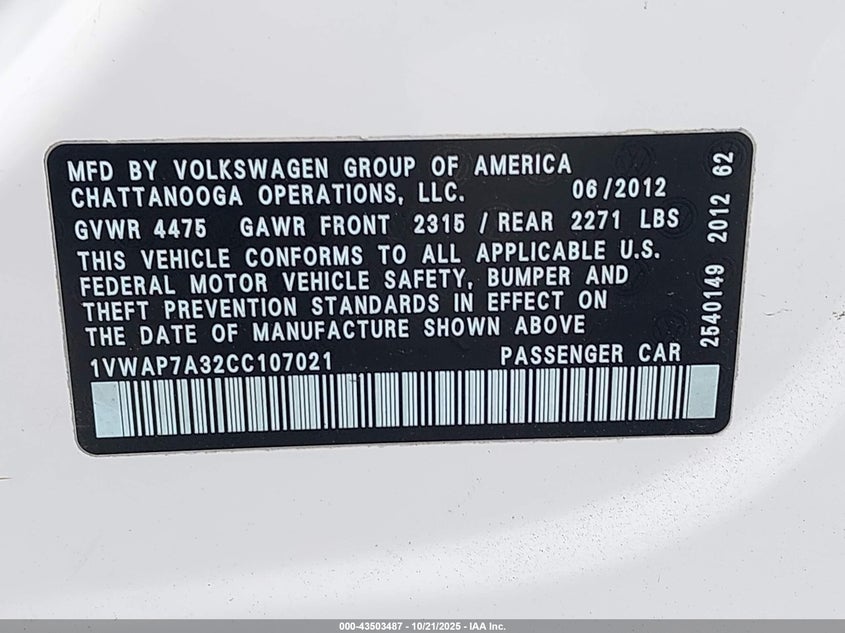 MFD BY VOLKSWAGEN GROUP OF AMERICA
CHATTANOOGA OPERATIONS, LLC. 06/2012
GVWR 4475 GAWR FRONT 2315 / REAR 2271 LBS
THIS VEHICLE CONFORMS TO ALL APPLICABLE U.S.
FEDERAL MOTOR VEHICLE SAFETY, BUMPER AND
THEFT PREVENTION STANDARDS IN EFFECT ON
THE DATE OF MANUFACTURE SHOWN ABOVE
1VWAP7A32CC107021 PASSENGER CAR
2540149 2012 62
000-43503487 - 10/21/2025 - IAA Inc.